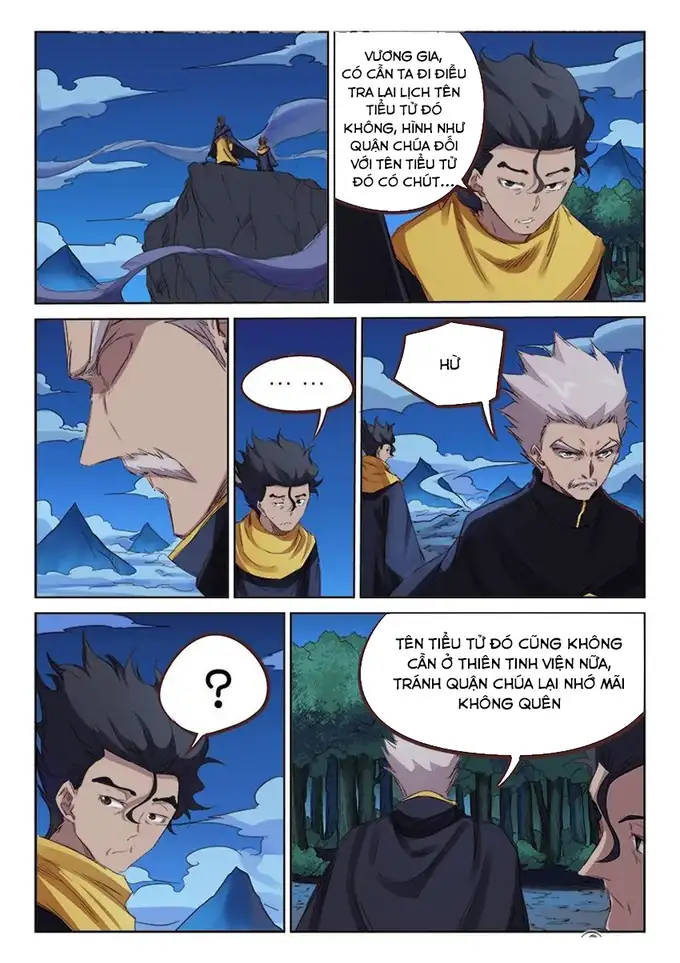 VƯƠNG GIA,
CÓ CẦN TA ĐI ĐIỀU
TRA LAI LỊCH TÊN
TIỂU TỬ ĐÓ
KHÔNG, HÌNH NHƯ
QUẬN CHÚA ĐỐI
VỚI TÊN TIỂU TỬ
ĐÓ CÓ CHÚT...
... ...
HỪ
?
TÊN TIỂU TỬ ĐÓ CŨNG KHÔNG
CẦN Ở THIÊN TINH VIỆN NỮA,
TRÁNH QUẬN CHÚA LẠI NHỚ MÃI
KHÔNG QUÊN